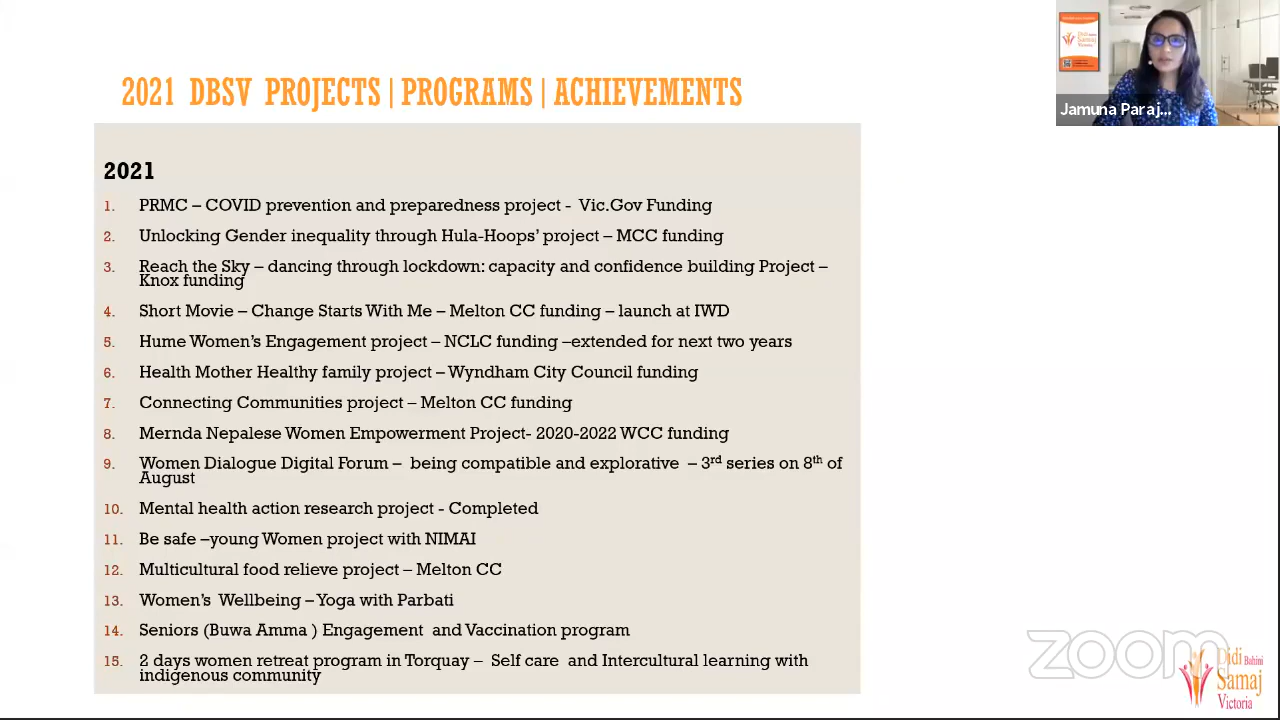 2021 DBSV PROJECTS | PROGRAMS | ACHIEVEMENTS
2021
1. PRMC – COVID prevention and preparedness project - Vic.Gov Funding
2. Unlocking Gender inequality through Hula-Hoops' project – MCC funding
3. Reach the Sky – dancing through lockdown: capacity and confidence building Project –
Knox funding
4. Short Movie – Change Starts With Me – Melton CC funding – launch at IWD
5. Hume Women's Engagement project – NCLC funding –extended for next two years
6. Health Mother Healthy family project – Wyndham City Council funding
7. Connecting Communities project – Melton CC funding
8. Mernda Nepalese Women Empowerment Project- 2020-2022 WCC funding
9. Women Dialogue Digital Forum – being compatible and explorative – 3rd series on 8th of
August
10. Mental health action research project - Completed
11. Be safe –young Women project with NIMAI
12. Multicultural food relieve project – Melton CC
13. Women's Wellbeing – Yoga with Parbati
14. Seniors (Buwa Amma ) Engagement and Vaccination program
15. 2 days women retreat program in Torquay – Self care and Intercultural learning with
indigenous community
Jamuna Paraj...
zoom
Didi Bahini
Samaj
Victoria